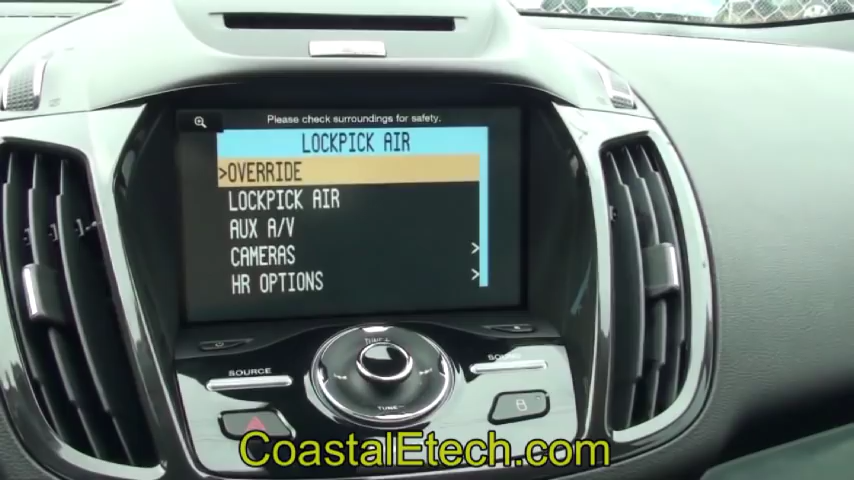 Please check surroundings for safety.
LOCKPICK AIR
>OVERRIDE
LOCKPICK AIR
AUX A/V
CAMERAS >
HR OPTIONS >
SOURCE
SOUND
TUNE
CoastalEtech.com